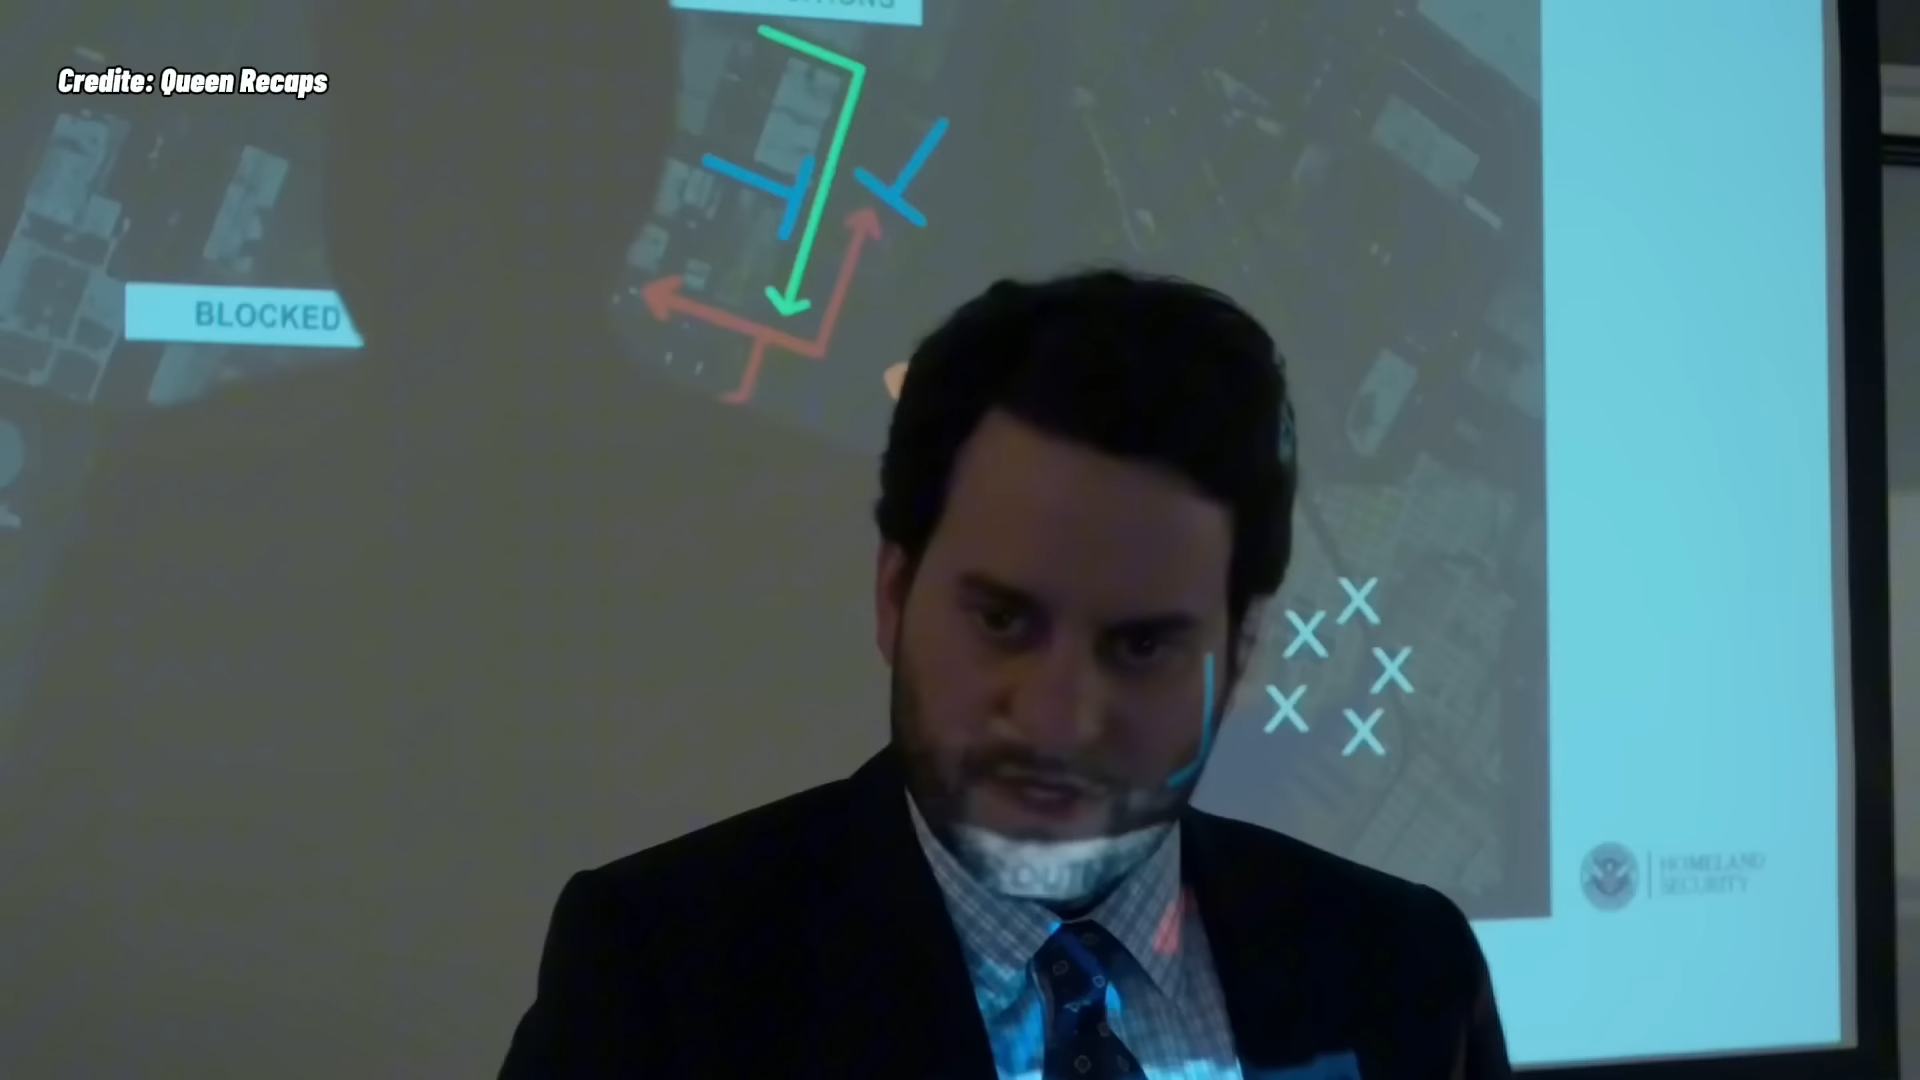 Credite: Queen Recaps
BLOCKED
X
X
X
X
X
HOMELAND
SECURITY